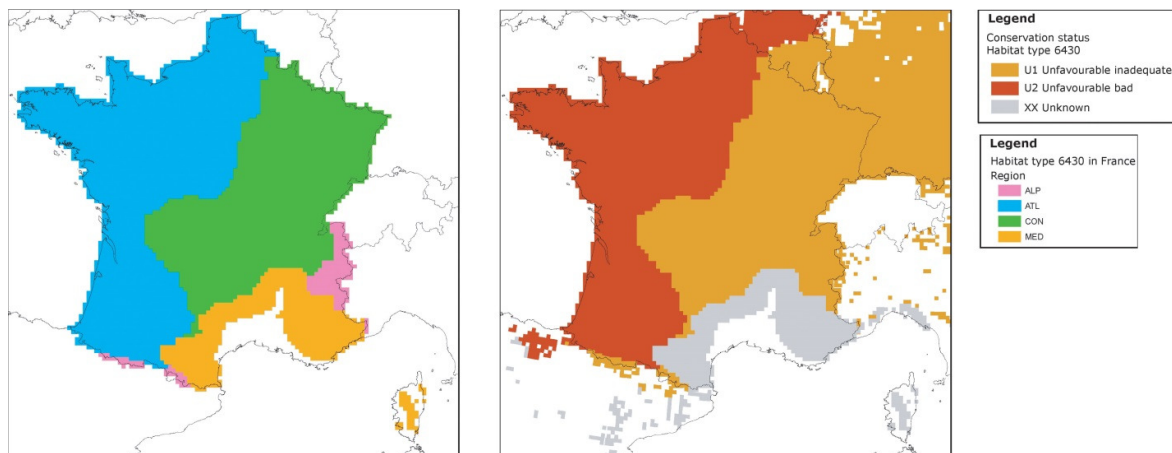 Legend
Conservation status
Habitat type 6430
U1 Unfavourable inadequate
U2 Unfavourable bad
XX Unknown
Legend
Habitat type 6430 in France
Region
ALP
ATL
CON
MED